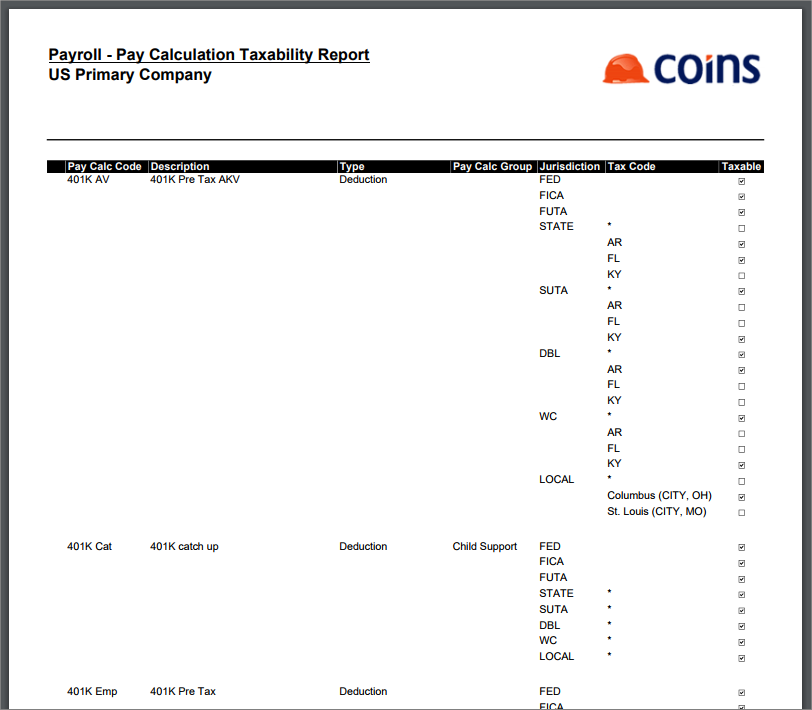 Payroll - Pay Calculation Taxability Report
US Primary Company
coins
Pay Calc Code Description Type Pay Calc Group Jurisdiction Tax Code Taxable
401K AV 401K Pre Tax AKV Deduction FED
FICA
FUTA
STATE *
AR
FL
KY
SUTA *
AR
FL
KY
DBL *
AR
FL
KY
WC *
AR
FL
KY
LOCAL *
Columbus (CITY, OH)
St. Louis (CITY, MO)
401K Cat 401K catch up Deduction Child Support FED
FICA
FUTA
STATE *
SUTA *
DBL *
WC *
LOCAL *
401K Emp 401K Pre Tax Deduction FED
FICA